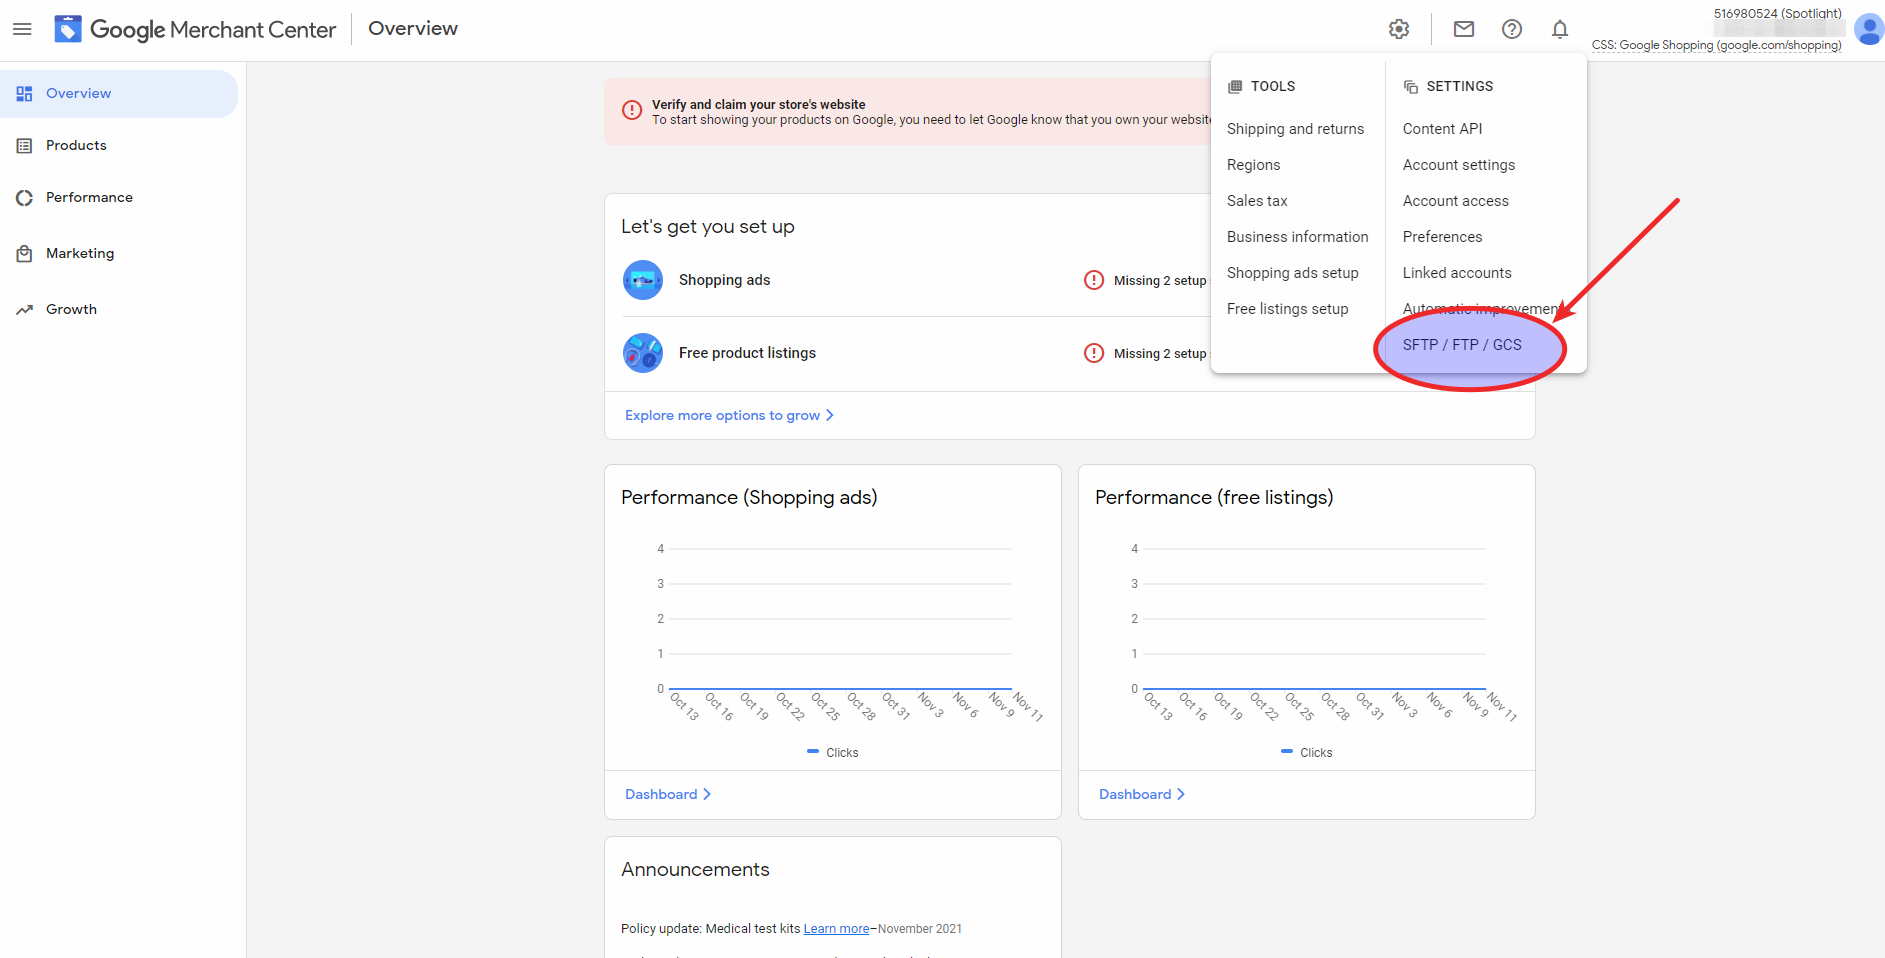 Google Merchant Center
Overview
516980524 (Spotlight)
CSS: Google Shopping (google.com/shopping)
Overview
Products
Performance
Marketing
Growth
Verify and claim your store's website
To start showing your products on Google, you need to let Google know that you own your website
TOOLS
Shipping and returns
Regions
Sales tax
Business information
Shopping ads setup
Free listings setup
SETTINGS
Content API
Account settings
Account access
Preferences
Linked accounts
Automatic improvement
SFTP / FTP / GCS
Let's get you set up
Shopping ads
Missing 2 setup
Free product listings
Missing 2 setup
Explore more options to grow
Performance (Shopping ads)
4
3
2
1
0
Oct 13
Oct 16
Oct 19
Oct 22
Oct 25
Oct 28
Oct 31
Nov 3
Nov 6
Nov 9
Nov 11
Clicks
Dashboard
Performance (free listings)
4
3
2
1
0
Oct 13
Oct 16
Oct 19
Oct 22
Oct 25
Oct 28
Oct 31
Nov 3
Nov 6
Nov 9
Nov 11
Clicks
Dashboard
Announcements
Policy update: Medical test kits Learn more–November 2021